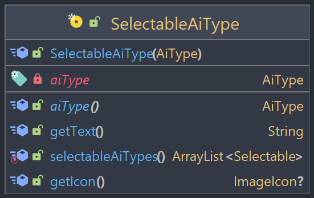 SelectableAiType
SelectableAiType(AiType)
aiType AiType
aiType() AiType
getText() String
selectableAiTypes() ArrayList<Selectable>
getIcon() ImageIcon?